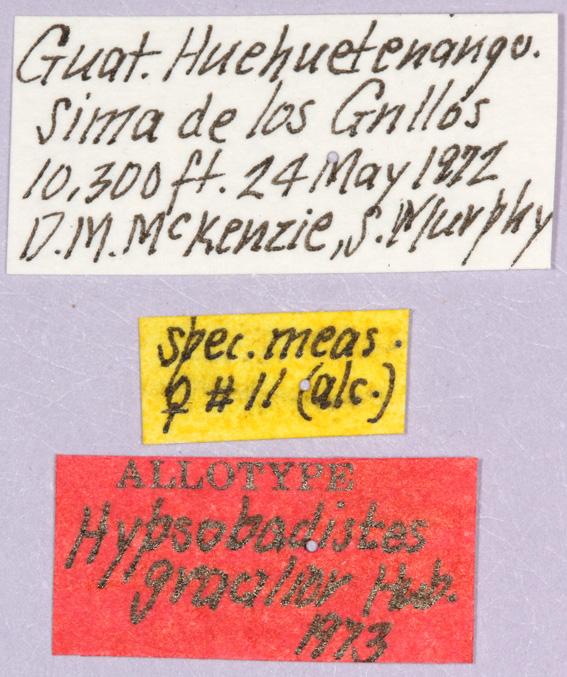 Guat. Huehuetenango.
Sima de los Grillos
10,300 ft. 24 May 1972
D.M. McKenzie, S. Murphy
spec. meas.
♀ # 11 (alc.)
ALLOTYPE
Hypsobadistes
gracilior Hub.
1973